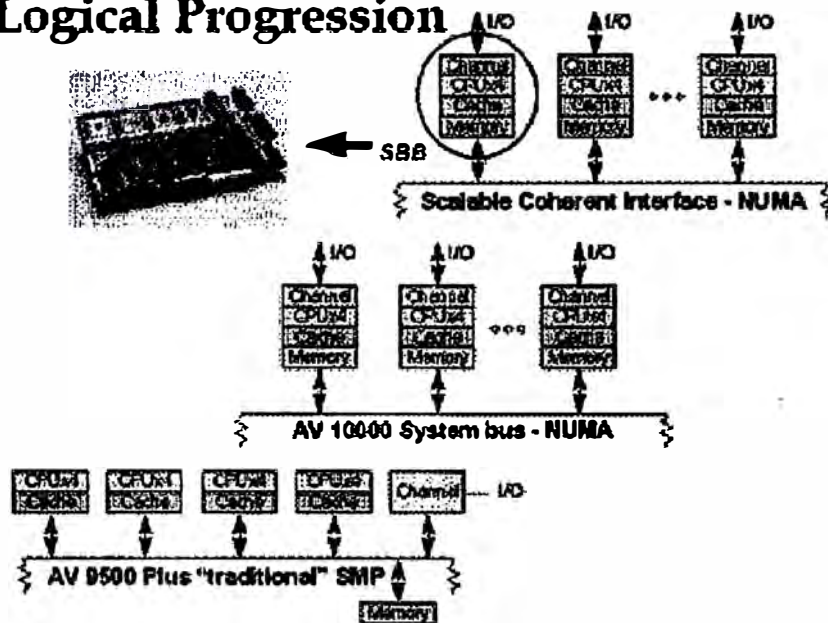 Logical Progression
I/O I/O I/O
Channel Channel Channel
CPUx4 CPUx4 CPUx4
Cache Cache Cache
Memory Memory Memory
SBB
Scalable Coherent Interface - NUMA
I/O I/O I/O
Channel Channel Channel
CPUx4 CPUx4 CPUx4
Cache Cache Cache
Memory Memory Memory
AV 10000 System bus - NUMA
CPUx4 CPUx4 CPUx4 CPUx4
Cache Cache Cache Cache
Channel I/O
AV 9500 Plus "traditional" SMP
Memory